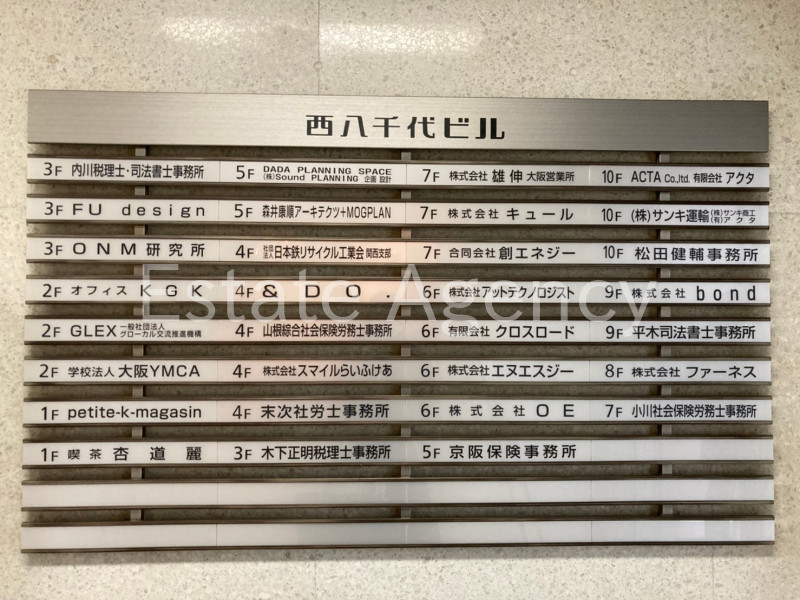 西八千代ビル
3F 内川税理士・司法書士事務所
5F DADA PLANNING SPACE (株)Sound PLANNING 企画 設計
7F 株式会社 雄伸 大阪営業所
10F ACTA Co.,ltd. 有限会社 アクタ
3F FU design
5F 森井康順アーキテクツ+MOGPLAN
7F 株式会社 キュール
10F (株)サンキ運輸 (株)サンキ商工 (有)アクタ
3F ONM研究所
4F 社団法人 日本鉄リサイクル工業会 関西支部
7F 合同会社 創エネジー
10F 松田健輔事務所
2F オフィス KGK
4F & DO.
6F 株式会社 アットテクノロジスト
9F 株式会社 bond
2F GLEX 一般社団法人 グローカル交流推進機構
4F 山根綜合社会保険労務士事務所
6F 有限会社 クロスロード
9F 平木司法書士事務所
2F 学校法人 大阪YMCA
4F 株式会社 スマイルらいふけあ
6F 株式会社 エヌエスジー
8F 株式会社 ファーネス
1F petite-k-magasin
4F 末次社労士事務所
6F 株式会社 OE
7F 小川社会保険労務士事務所
1F 喫茶 杏道麗
3F 木下正明税理士事務所
5F 京阪保険事務所
Estate Agency
Estate Agency